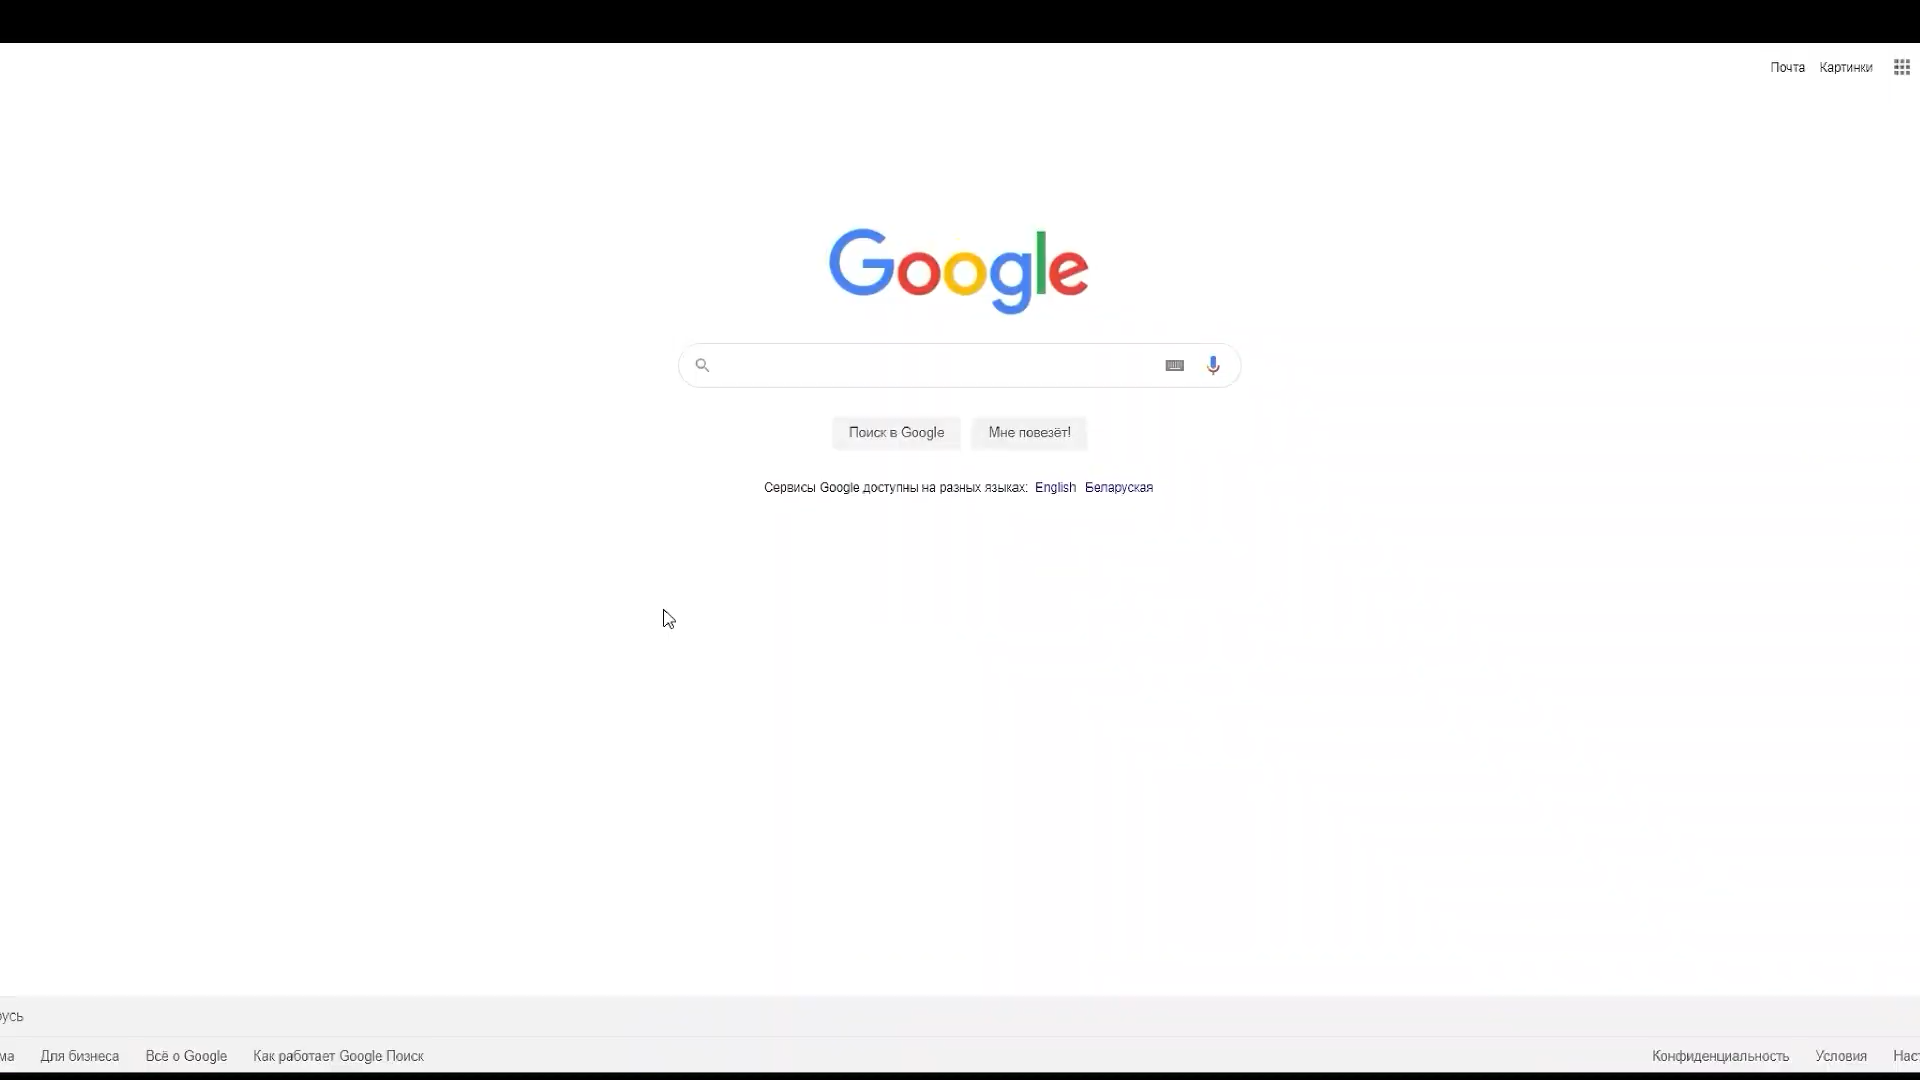 Почта Картинки
Google
Поиск в Google Мне повезёт!
Сервисы Google доступны на разных языках: English Беларуская
Для бизнеса Всё о Google Как работает Google Поиск Конфиденциальность Условия